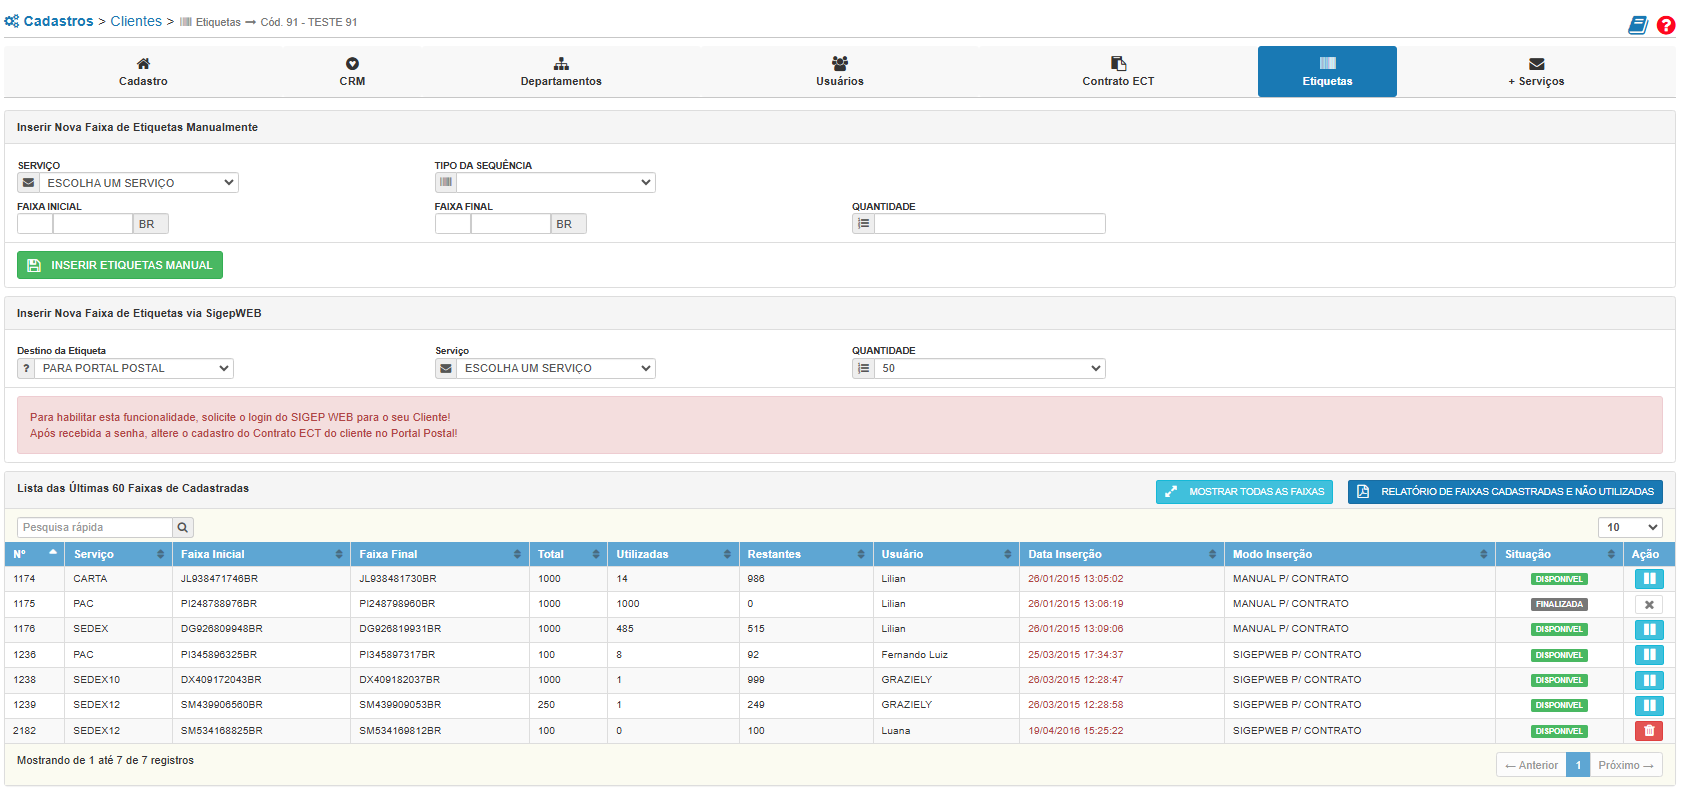 Cadastros > Clientes > Etiquetas → Cód. 91 - TESTE 91
Cadastro CRM Departamentos Usuários Contrato ECT Etiquetas + Serviços
Inserir Nova Faixa de Etiquetas Manualmente
SERVIÇO TIPO DA SEQUÊNCIA
ESCOLHA UM SERVIÇO
FAIXA INICIAL FAIXA FINAL QUANTIDADE
BR BR
INSERIR ETIQUETAS MANUAL
Inserir Nova Faixa de Etiquetas via SigepWEB
Destino da Etiqueta Serviço QUANTIDADE
? PARA PORTAL POSTAL ESCOLHA UM SERVIÇO 50
Para habilitar esta funcionalidade, solicite o login do SIGEP WEB para o seu Cliente!
Após recebida a senha, altere o cadastro do Contrato ECT do cliente no Portal Postal!
Lista das Últimas 60 Faixas de Cadastradas MOSTRAR TODAS AS FAIXAS RELATÓRIO DE FAIXAS CADASTRADAS E NÃO UTILIZADAS
Pesquisa rápida 10
Nº Serviço Faixa Inicial Faixa Final Total Utilizadas Restantes Usuário Data Inserção Modo Inserção Situação Ação
1174 CARTA JL938471746BR JL938481730BR 1000 14 986 Lilian 26/01/2015 13:05:02 MANUAL P/ CONTRATO DISPONIVEL
1175 PAC PI248788976BR PI248798960BR 1000 1000 0 Lilian 26/01/2015 13:06:19 MANUAL P/ CONTRATO FINALIZADA
1176 SEDEX DG926809948BR DG926819931BR 1000 485 515 Lilian 26/01/2015 13:09:06 MANUAL P/ CONTRATO DISPONIVEL
1236 PAC PI345896325BR PI345897317BR 100 8 92 Fernando Luiz 25/03/2015 17:34:37 SIGEPWEB P/ CONTRATO DISPONIVEL
1238 SEDEX10 DX409172043BR DX409182037BR 1000 1 999 GRAZIELY 26/03/2015 12:28:47 SIGEPWEB P/ CONTRATO DISPONIVEL
1239 SEDEX12 SM439906560BR SM439909053BR 250 1 249 GRAZIELY 26/03/2015 12:28:58 SIGEPWEB P/ CONTRATO DISPONIVEL
2182 SEDEX12 SM534168825BR SM534169812BR 100 0 100 Luana 19/04/2016 15:25:22 SIGEPWEB P/ CONTRATO DISPONIVEL
Mostrando de 1 até 7 de 7 registros ← Anterior 1 Próximo →